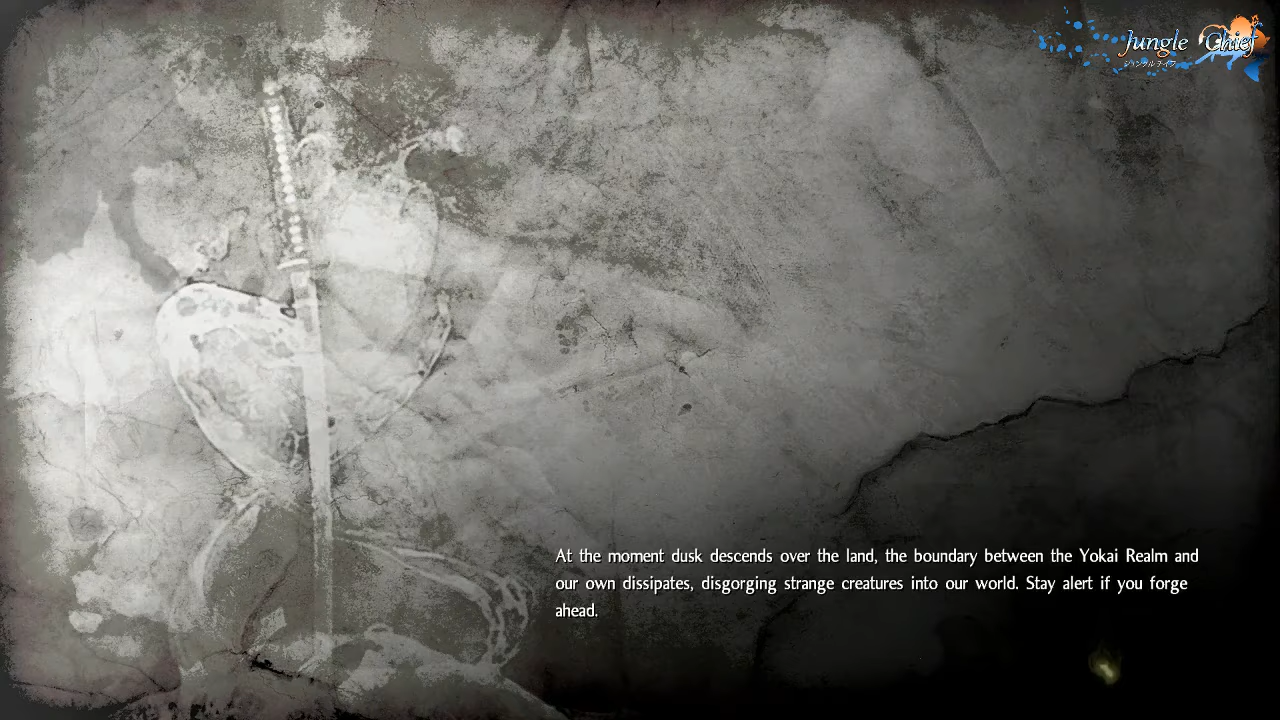 Jungle Chief
At the moment dusk descends over the land, the boundary between the Yokai Realm and
our own dissipates, disgorging strange creatures into our world. Stay alert if you forge
ahead.